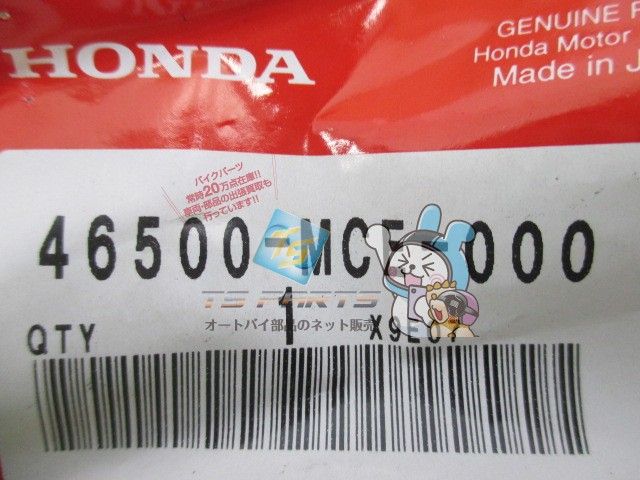 HONDA
GENUINE
Honda Motor
Made in
バイクパーツ
常時20万点在庫!!
車両・部品の出張買取も
行っています!!
46500-MCF-000
TS
TS PARTS
オートバイ部品のネット販売
QTY 1